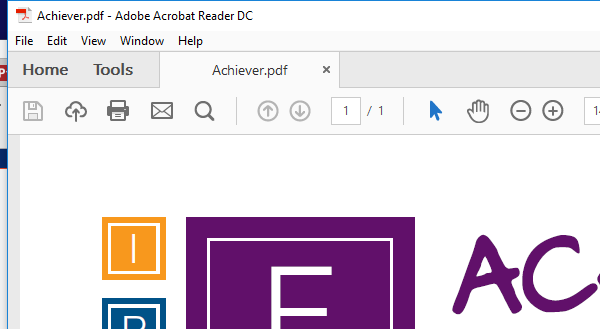 Achiever.pdf - Adobe Acrobat Reader DC
File Edit View Window Help
Home Tools Achiever.pdf ×
1 / 1
I
E
AC